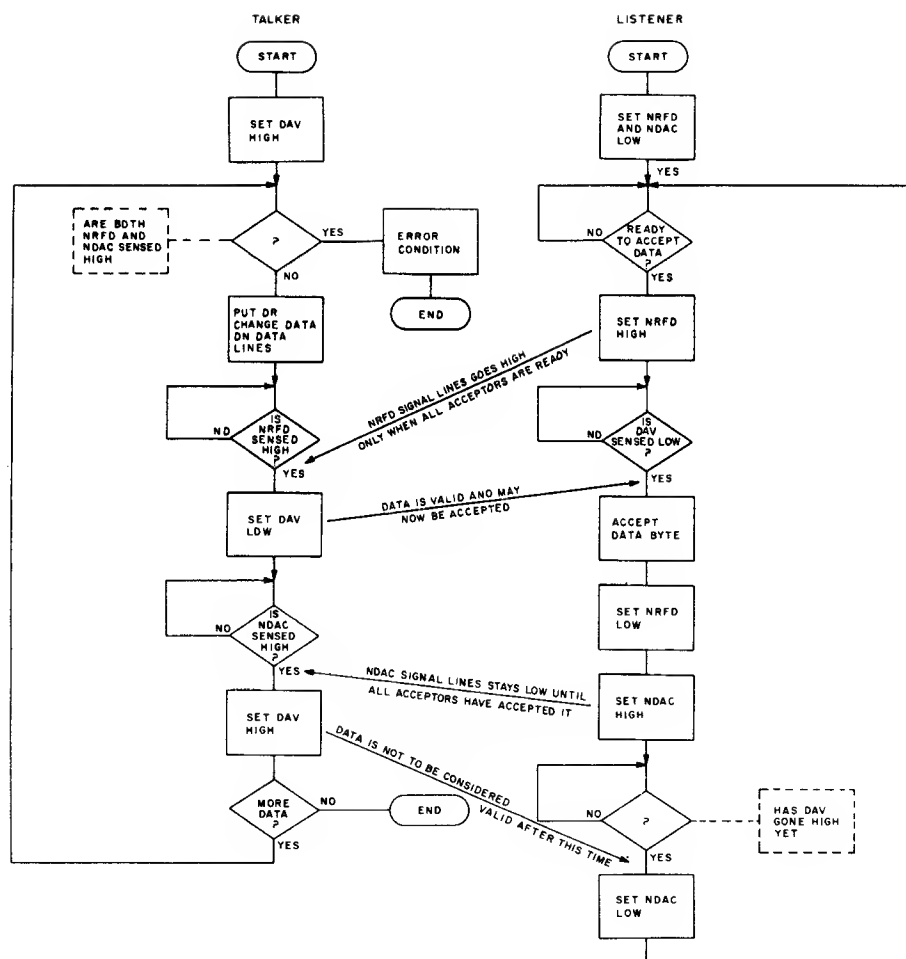 TALKER
START
SET DAV
HIGH
ARE BDTH
NRFD AND
NDAC SENSED
HIGH
?
YES
ERROR
CONDITION
END
NO
PUT DR
CHANGE DATA
DN DATA
LINES
IS
NRFD
SENSED
HIGH
?
ND
YES
SET DAV
LDW
IS
NDAC
SENSED
HIGH
?
NO
YES
SET DAV
HIGH
MORE
DATA
?
NO
END
YES
NRFD SIGNAL LINES GOES HIGH
ONLY WHEN ALL ACCEPTORS ARE READY
DATA IS VALID AND MAY
NOW BE ACCEPTED
NDAC SIGNAL LINES STAYS LOW UNTIL
ALL ACCEPTORS HAVE ACCEPTED IT
DATA IS NOT TO BE CONSIDERED
VALID AFTER THIS TIME
LISTENER
START
SET NRFD
AND NDAC
LOW
YES
READY
TO ACCEPT
DATA
?
NO
YES
SET NRFD
HIGH
IS
DAV
SENSED LOW
?
ND
YES
ACCEPT
DATA BYTE
SET NRFD
LOW
SET NDAC
HIGH
?
NO
HAS DAV
GONE HIGH
YET
YES
SET NDAC
LOW